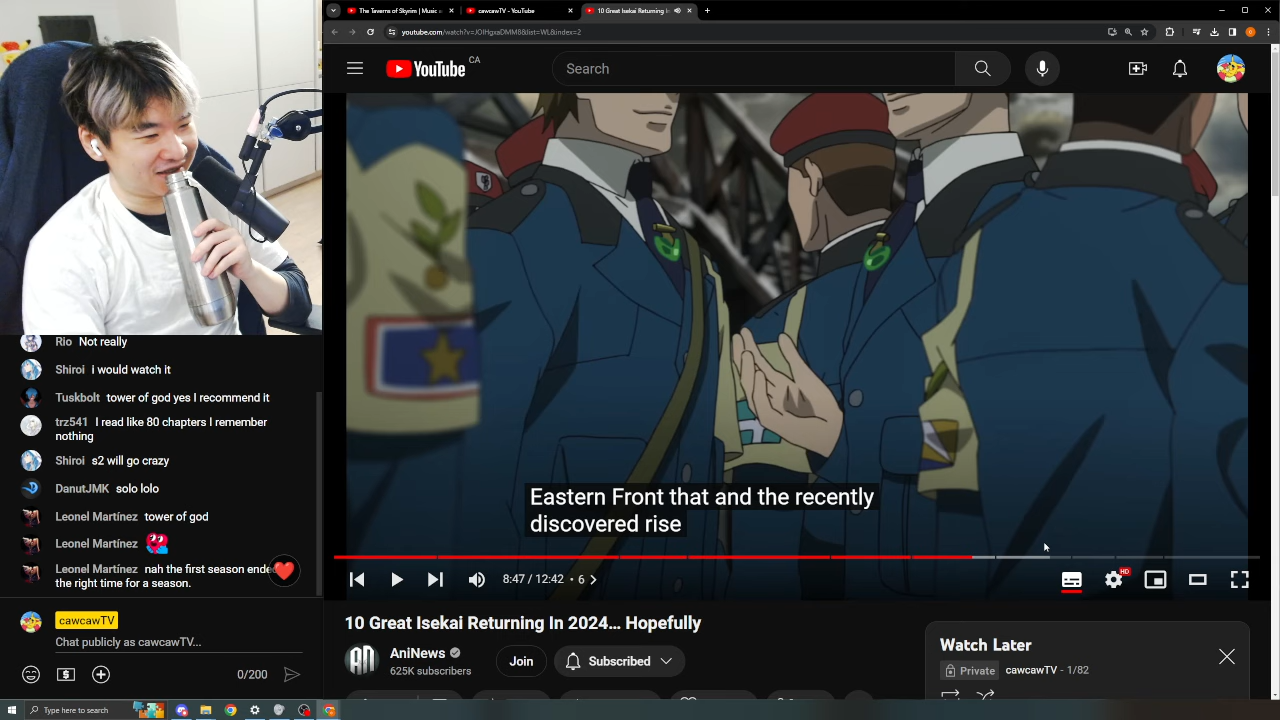 The Taverns of Skyrim | Music
cawcawTV - YouTube
10 Great Isekai Returning In
youtube.com/watch?v=JOIHgxaDMM8&list=WL&index=2
YouTube CA
Search
Rio Not really
Shiroi i would watch it
Tuskbolt tower of god yes I recommend it
trz541 I read like 80 chapters I remember
nothing
Shiroi s2 will go crazy
DanutJMK solo lolo
Leonel Martínez tower of god
Leonel Martínez
Leonel Martínez nah the first season ende
the right time for a season.
cawcawTV
Chat publicly as cawcawTV...
0/200
Eastern Front that and the recently
discovered rise
8:47 / 12:42 • 6
HD
10 Great Isekai Returning In 2024... Hopefully
AN
AniNews
625K subscribers
Join
Subscribed
Watch Later
Private cawcawTV - 1/82
Type here to search